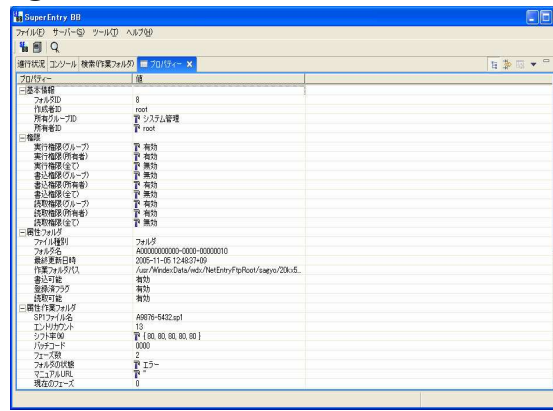 SuperEntry BB
ファイル(F) サーバー(S) ツール(T) ヘルプ(H)
進行状況 コンソール 検索(作業フォルダ) プロパティー
プロパティー 値
基本情報
フォルダID 8
作成者ID root
所有グループID システム管理
所有者ID root
権限
実行権限(グループ) 有効
実行権限(所有者) 有効
実行権限(全て) 無効
書込権限(グループ) 無効
書込権限(所有者) 有効
書込権限(全て) 無効
読取権限(グループ) 有効
読取権限(所有者) 有効
読取権限(全て) 無効
属性フォルダ
ファイル種別 フォルダ
フォルダ名 A00000000000-0000-00000010
最終更新日時 2005-11-05 12:48:37+09
作業フォルダパス /usr/WindexData/wdx/NetEntryFtpRoot/sagyo/20kx5...
書込可能 有効
登録済フラグ 有効
読取可能 有効
属性作業フォルダ
SP1ファイル名 A9876-5432.sp1
エントリカウント 13
シフト率(%) { 80, 80, 80, 80, 80 }
バッチコード 0000
フェーズ数 2
フォルダの状態 エラー
マニュアルURL ''
現在のフェーズ 0